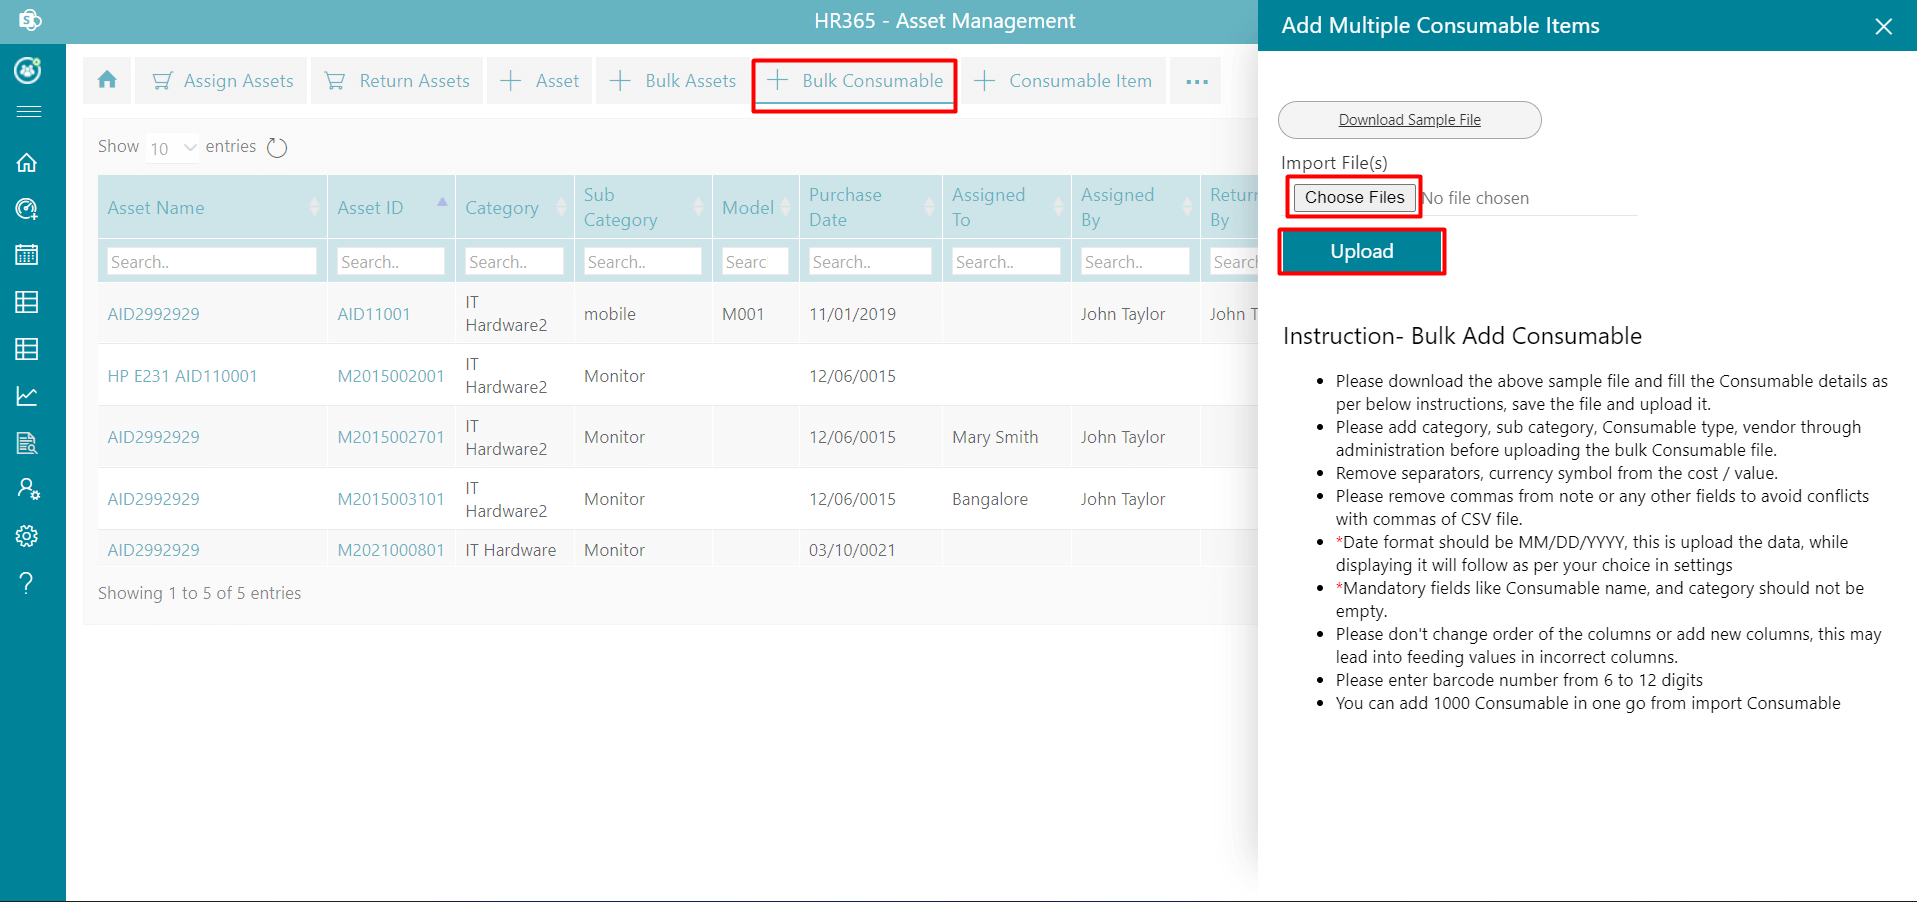 HR365 - Asset Management
Add Multiple Consumable Items
Assign Assets
Return Assets
Asset
Bulk Assets
Bulk Consumable
Consumable Item
Show 10 entries
Asset Name
Asset ID
Category
Sub
Category
Model
Purchase
Date
Assigned
To
Assigned
By
Return
By
Search..
Search..
Search..
Search..
Searc
Search..
Search..
Search..
Search
AID2992929
AID11001
IT
Hardware2
mobile
M001
11/01/2019
John Taylor
John T
HP E231 AID110001
M2015002001
IT
Hardware2
Monitor
12/06/0015
AID2992929
M2015002701
IT
Hardware2
Monitor
12/06/0015
Mary Smith
John Taylor
AID2992929
M2015003101
IT
Hardware2
Monitor
12/06/0015
Bangalore
John Taylor
AID2992929
M2021000801
IT Hardware
Monitor
03/10/0021
Showing 1 to 5 of 5 entries
Download Sample File
Import File(s)
Choose Files No file chosen
Upload
Instruction- Bulk Add Consumable
• Please download the above sample file and fill the Consumable details as
per below instructions, save the file and upload it.
• Please add category, sub category, Consumable type, vendor through
administration before uploading the bulk Consumable file.
• Remove separators, currency symbol from the cost / value.
• Please remove commas from note or any other fields to avoid conflicts
with commas of CSV file.
• *Date format should be MM/DD/YYYY, this is upload the data, while
displaying it will follow as per your choice in settings
• *Mandatory fields like Consumable name, and category should not be
empty.
• Please don't change order of the columns or add new columns, this may
lead into feeding values in incorrect columns.
• Please enter barcode number from 6 to 12 digits
• You can add 1000 Consumable in one go from import Consumable